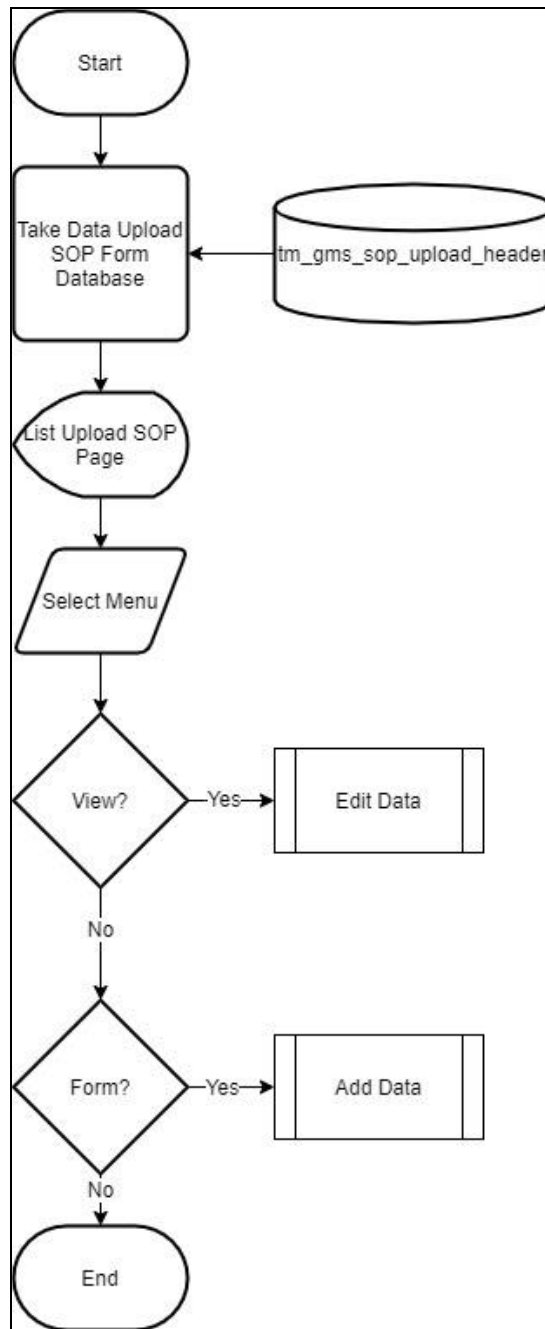 Start
Take Data Upload
SOP Form
Database
tm_gms_sop_upload_header
List Upload SOP
Page
Select Menu
View?
Yes
Edit Data
No
Form?
Yes
Add Data
No
End